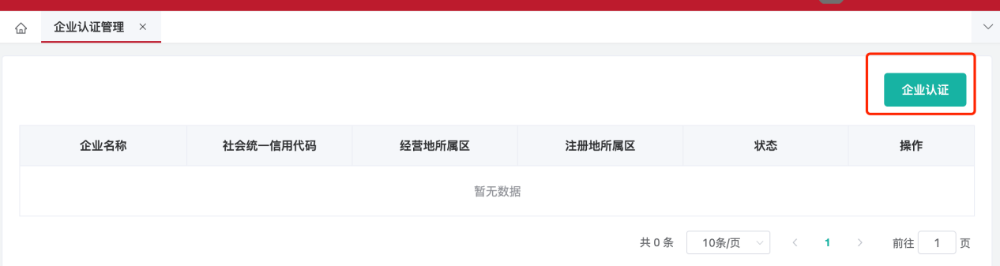 企业认证管理
企业认证
企业名称 社会统一信用代码 经营地所属区 注册地所属区 状态 操作
暂无数据
共 0 条 10条/页 1 前往 1 页